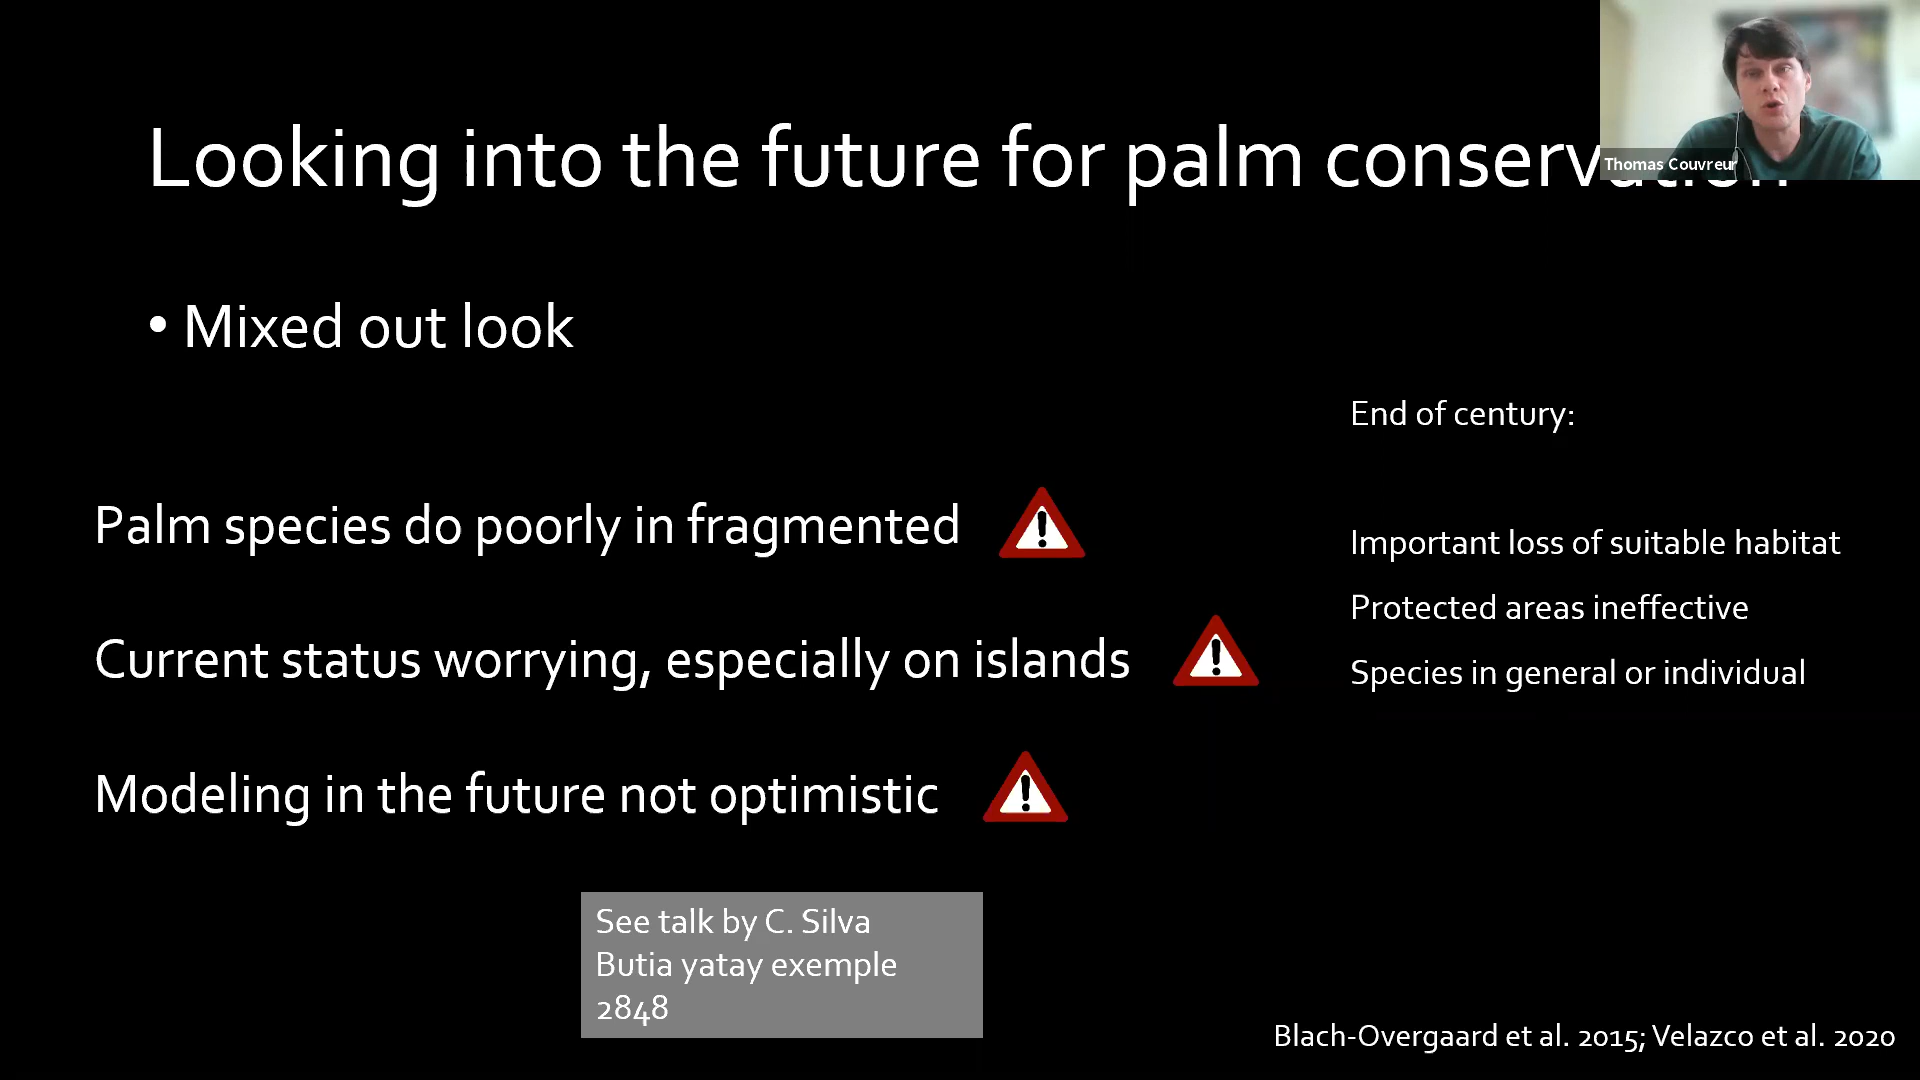 Looking into the future for palm conservation
Thomas Couvreur
• Mixed out look
End of century:
Palm species do poorly in fragmented
Important loss of suitable habitat
Protected areas ineffective
Current status worrying, especially on islands
Species in general or individual
Modeling in the future not optimistic
See talk by C. Silva
Butia yatay exemple
2848
Blach-Overgaard et al. 2015; Velazco et al. 2020